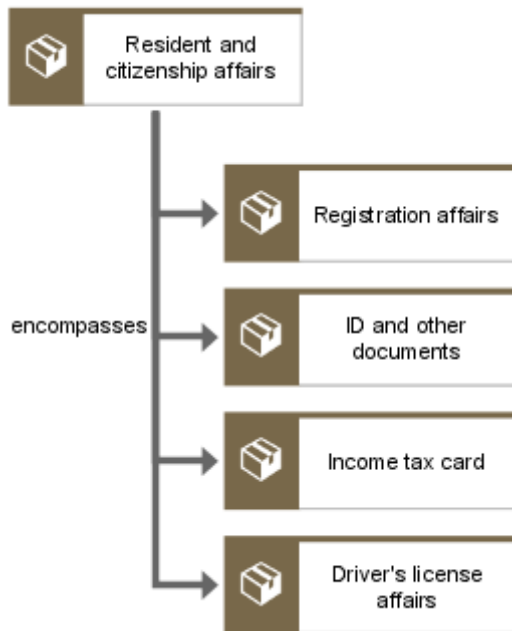 Resident and
citizenship affairs
Registration affairs
encompasses
ID and other
documents
Income tax card
Driver's license
affairs